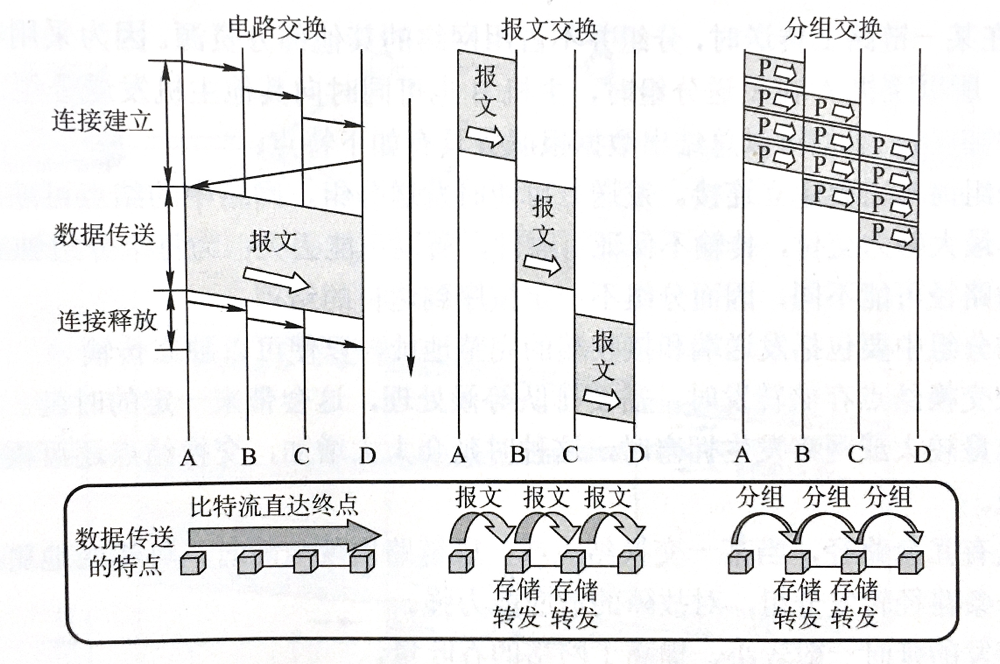 电路交换
报文交换
分组交换
连接建立
数据传送
连接释放
报文
报
文
报
文
报
文
P
P
P
P
P
P
P
P
P
P
P
P
A B C D
A B C D
A B C D
数据传送
的特点
比特流直达终点
报文 报文 报文
存储
转发
存储
转发
分组 分组 分组
存储
转发
存储
转发